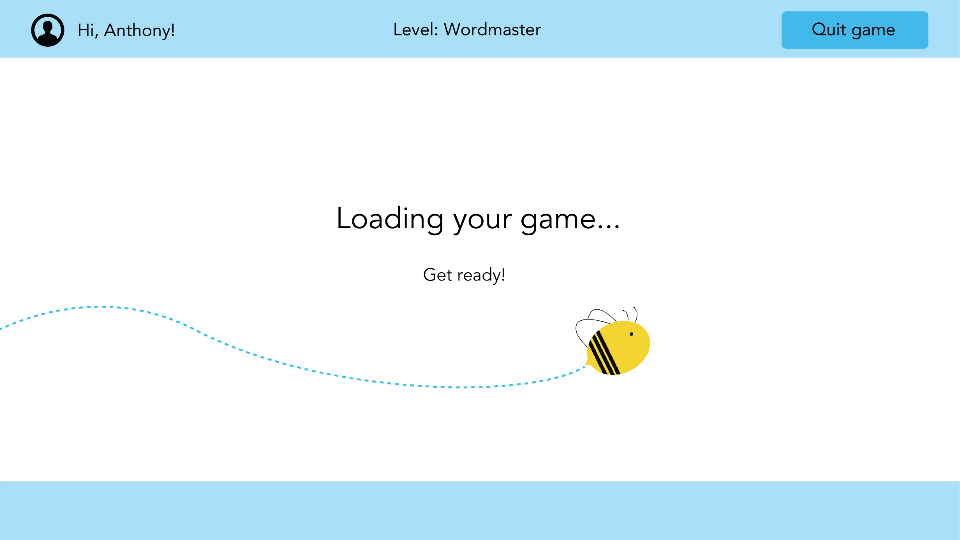 Hi, Anthony!
Level: Wordmaster
Quit game
Loading your game...
Get ready!